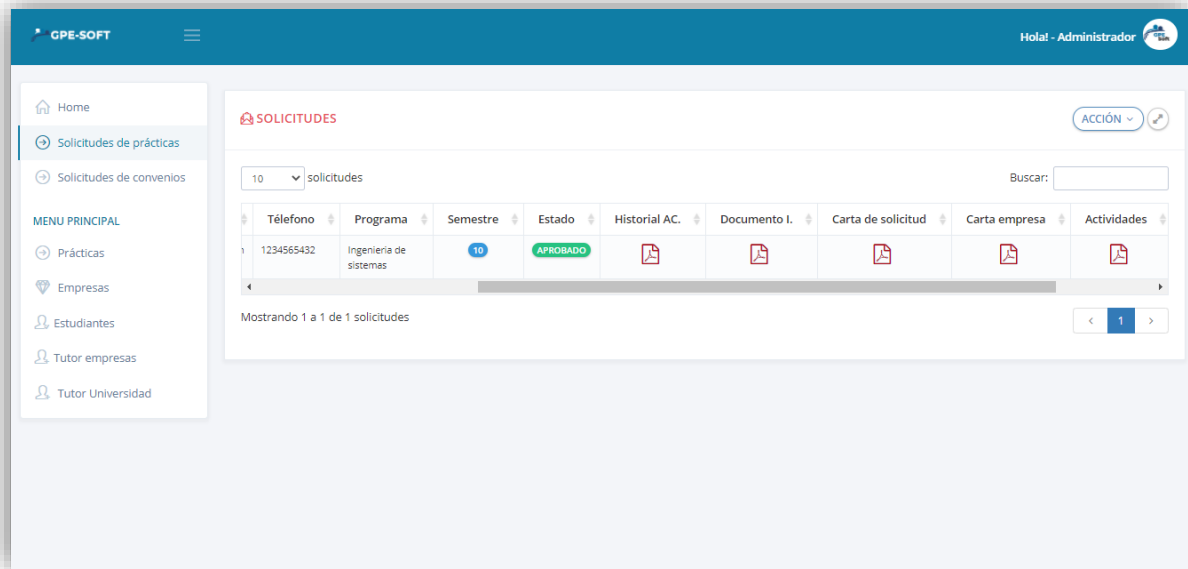 GPE-SOFT
Hola! - Administrador
Home
Solicitudes de prácticas
Solicitudes de convenios
MENU PRINCIPAL
Prácticas
Empresas
Estudiantes
Tutor empresas
Tutor Universidad
SOLICITUDES
ACCIÓN
10 solicitudes
Buscar:
Télefono Programa Semestre Estado Historial AC. Documento I. Carta de solicitud Carta empresa Actividades
1234565432 Ingenieria de sistemas 10 APROBADO
Mostrando 1 a 1 de 1 solicitudes
< 1 >